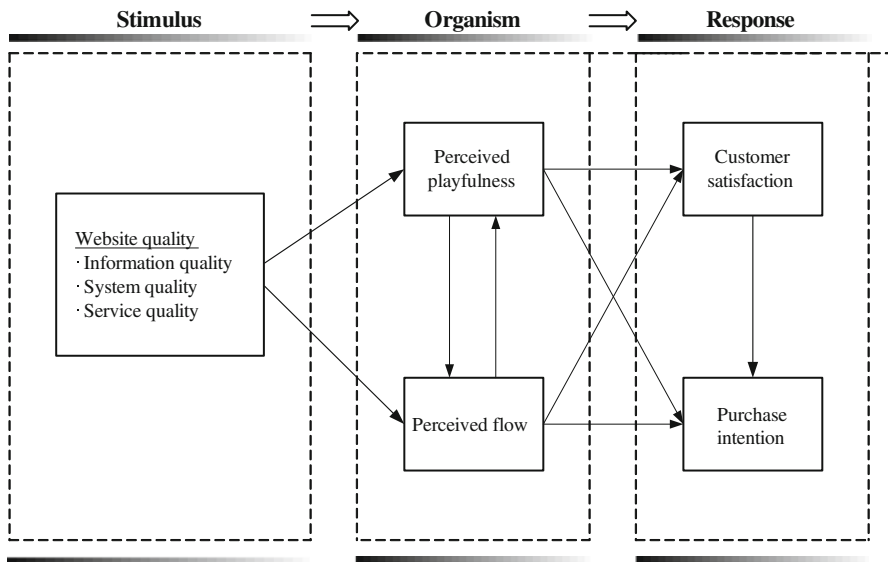 Stimulus
Organism
Response
Website quality
· Information quality
· System quality
· Service quality
Perceived
playfulness
Perceived flow
Customer
satisfaction
Purchase
intention